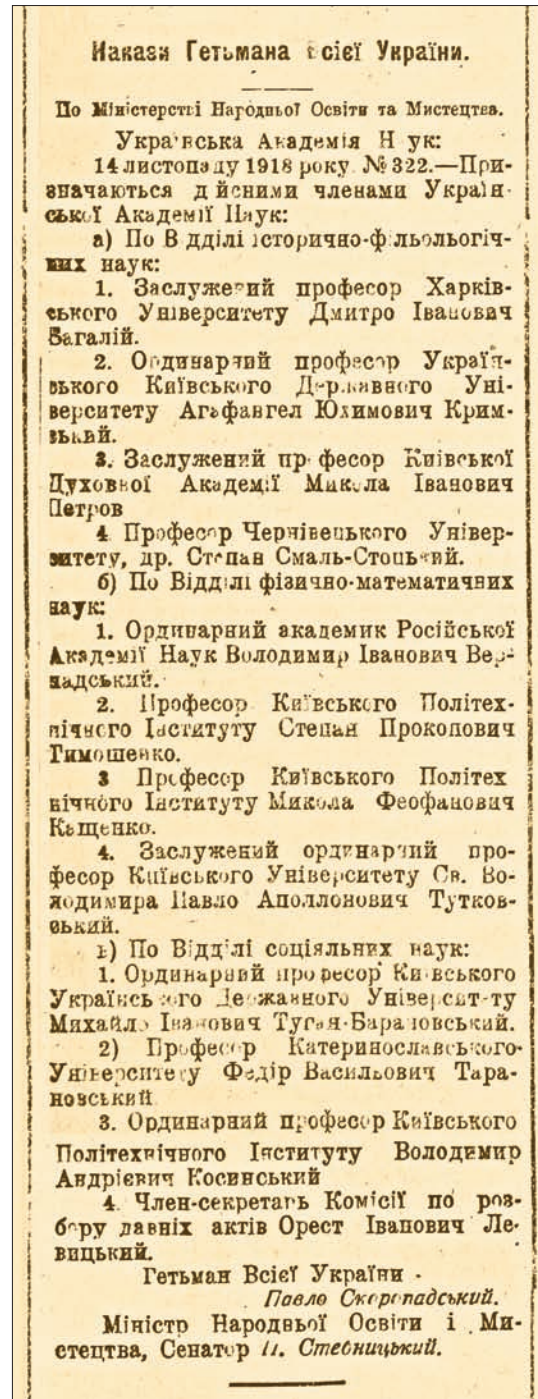 Накази Гетьмана Всієї України.
По Міністерстві Народньої Освіти та Мистецтва.
Українська Академія Наук:
14 листопаду 1918 року № 322.—При-
значаються дійсними членами Україн-
ської Академії Наук:
а) По Відділі історично-фільольогіч-
них наук:
1. Заслужений професор Харків-
ського Університету Дмитро Іванович
Багалій.
2. Ординарний професор Україн-
ського Київського Державного Уні-
верситету Агафангел Юхимович Крим-
ський.
3. Заслужений професор Київської
Духовної Академії Микола Іванович
Петров
4. Професор Чернівецького Універ-
ситету, др. Степан Смаль-Стоцький.
б) По Відділі фізично-математичних
наук:
1. Ординарний академик Російської
Академії Наук Володимир Іванович Вер-
надський.
2. Професор Київського Політех-
нічного Інституту Степан Прокопович
Тимошенко.
3 Професор Київського Політех
нічного Інституту Микола Феофанович
Кащенко.
4. Заслужений ординарний про-
фесор Київського Університету Св. Во-
лодимира Павло Аполлонович Тутков-
ський.
в) По Відділі соціяльних наук:
1. Ординарний професор Київського
Українського Державного Університету
Михайло Іванович Туган-Барановський.
2) Професор Катеринославського
Університету Федір Васильович Тара-
новський
3. Ординарний професор Київського
Політехнічного Інституту Володимир
Андрієвич Косинський
4. Член-секретарь Комісії по роз-
бору давніх актів Орест Іванович Ле-
вицький.
Гетьман Всієї України
Павло Скоропадський.
Міністр Народньої Освіти і Ми-
стецтва, Сенатор П. Стебницький.